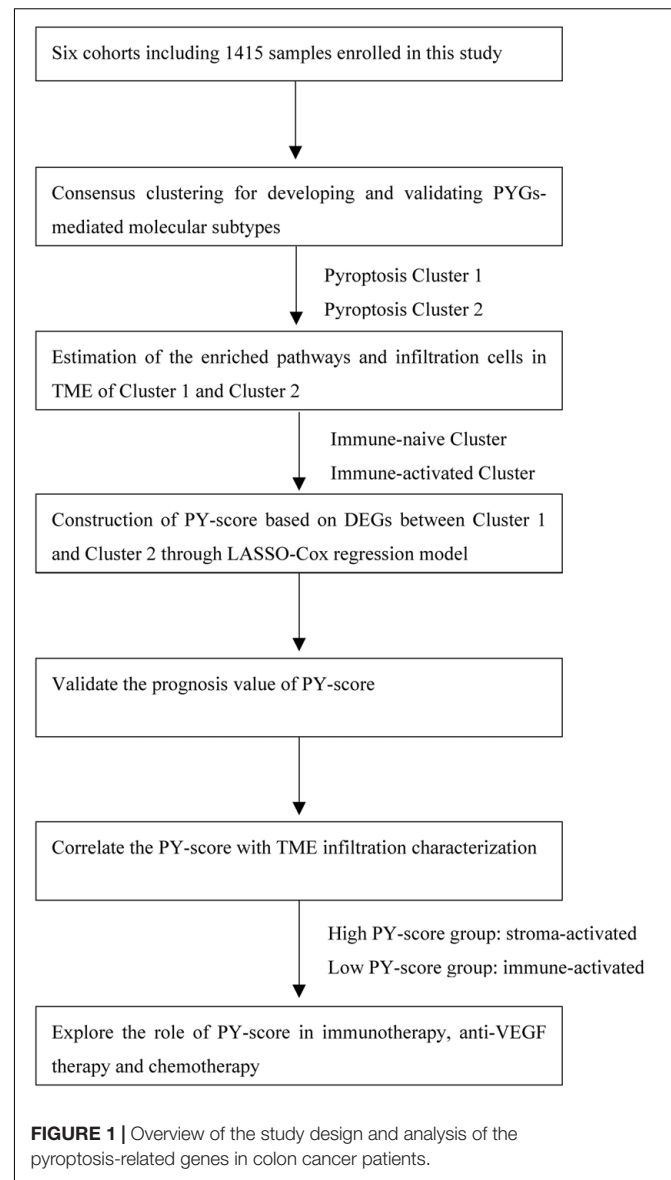 Six cohorts including 1415 samples enrolled in this study
Consensus clustering for developing and validating PYGs-
mediated molecular subtypes
Pyroptosis Cluster 1
Pyroptosis Cluster 2
Estimation of the enriched pathways and infiltration cells in
TME of Cluster 1 and Cluster 2
Immune-naive Cluster
Immune-activated Cluster
Construction of PY-score based on DEGs between Cluster 1
and Cluster 2 through LASSO-Cox regression model
Validate the prognosis value of PY-score
Correlate the PY-score with TME infiltration characterization
High PY-score group: stroma-activated
Low PY-score group: immune-activated
Explore the role of PY-score in immunotherapy, anti-VEGF
therapy and chemotherapy
FIGURE 1 | Overview of the study design and analysis of the
pyroptosis-related genes in colon cancer patients.